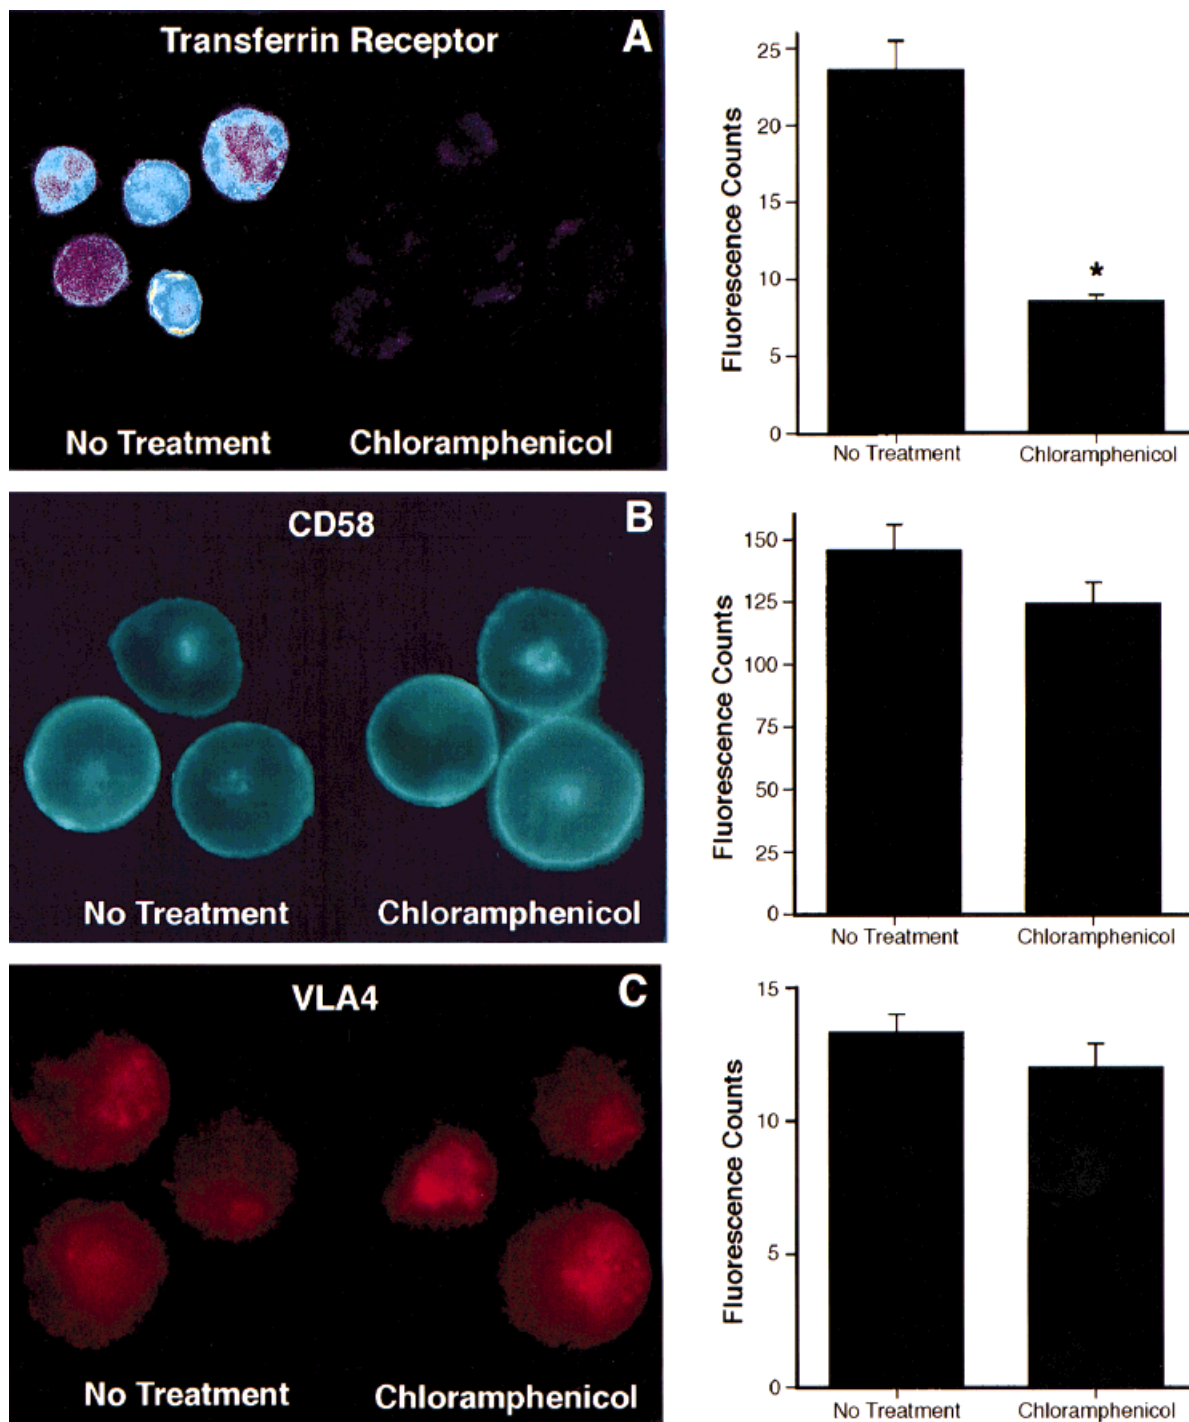 Transferrin Receptor
A
No Treatment
Chloramphenicol
Fluorescence Counts
25
20
15
10
5
0
*
No Treatment
Chloramphenicol
CD58
B
No Treatment
Chloramphenicol
Fluorescence Counts
150
125
100
75
50
25
0
No Treatment
Chloramphenicol
VLA4
C
No Treatment
Chloramphenicol
Fluorescence Counts
15
10
5
0
No Treatment
Chloramphenicol